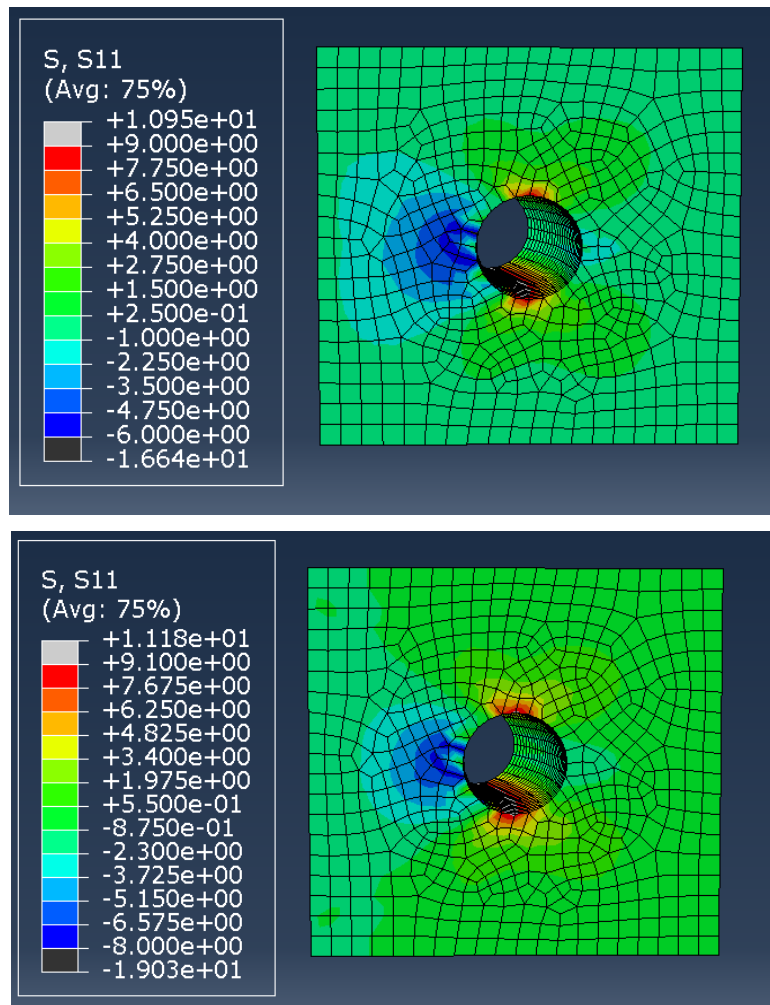 S, S11
(Avg: 75%)
+1.095e+01
+9.000e+00
+7.750e+00
+6.500e+00
+5.250e+00
+4.000e+00
+2.750e+00
+1.500e+00
+2.500e-01
-1.000e+00
-2.250e+00
-3.500e+00
-4.750e+00
-6.000e+00
-1.664e+01
S, S11
(Avg: 75%)
+1.118e+01
+9.100e+00
+7.675e+00
+6.250e+00
+4.825e+00
+3.400e+00
+1.975e+00
+5.500e-01
-8.750e-01
-2.300e+00
-3.725e+00
-5.150e+00
-6.575e+00
-8.000e+00
-1.903e+01